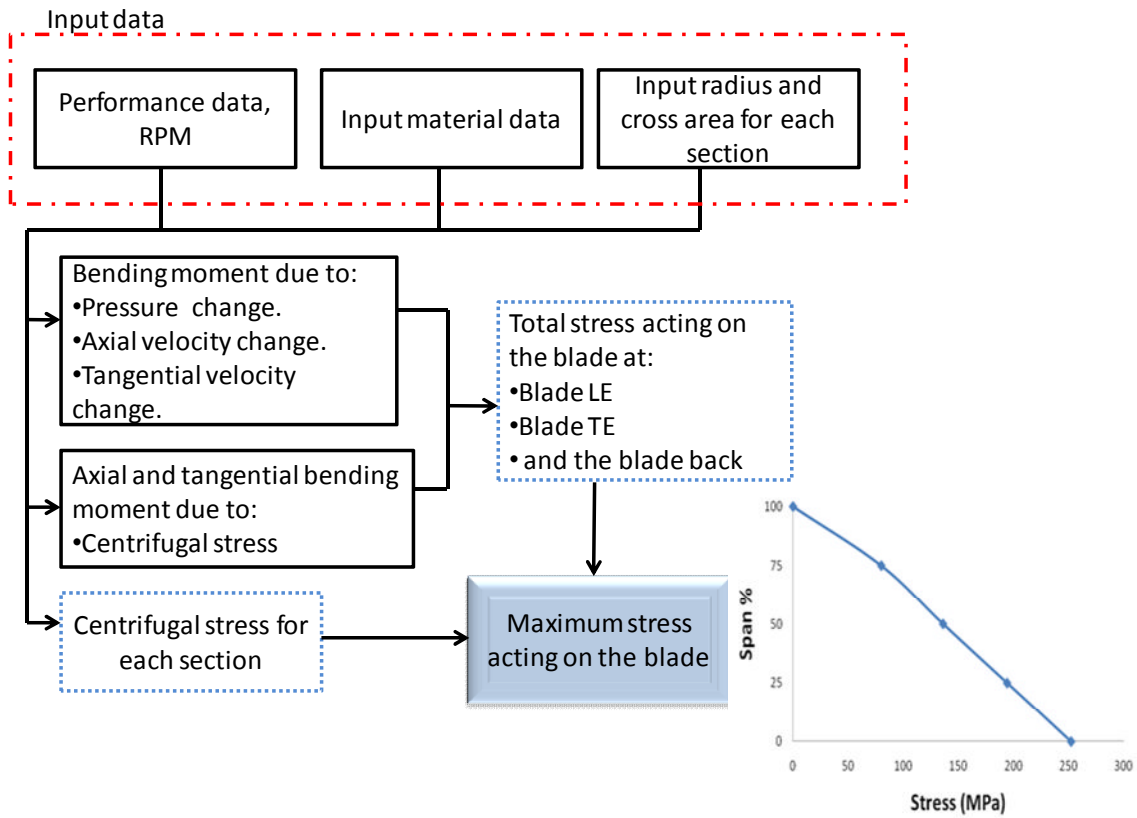 Input data
Performance data,
RPM
Input material data
Input radius and
cross area for each
section
Bending moment due to:
•Pressure change.
•Axial velocity change.
•Tangential velocity
change.
Total stress acting on
the blade at:
•Blade LE
•Blade TE
• and the blade back
Axial and tangential bending
moment due to:
•Centrifugal stress
Centrifugal stress for
each section
Maximum stress
acting on the blade
Span %
100
75
50
25
0
0 50 100 150 200 250 300
Stress (MPa)